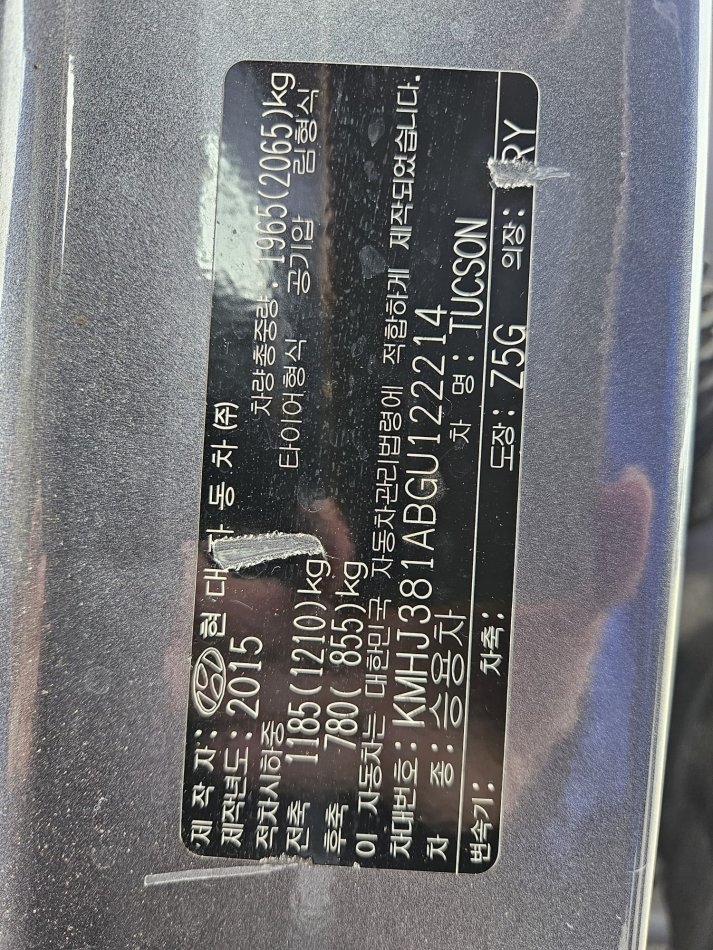 제 작 자: 현 대 자 동 차 (주)
제작년도: 2015
적차시하중 차량총중량: 1965(2065)kg
전축 1185(1210)kg 타이어형식 공기압 림형식
후축 780( 855)kg
이 자동차는 대한민국 자동차관리법령에 적합하게 제작되었습니다.
차대번호: KMHJ381ABGU122214
차 종: 승용차 차 명: TUCSON
변속기: 차축: 도장: Z5G 의장: RY